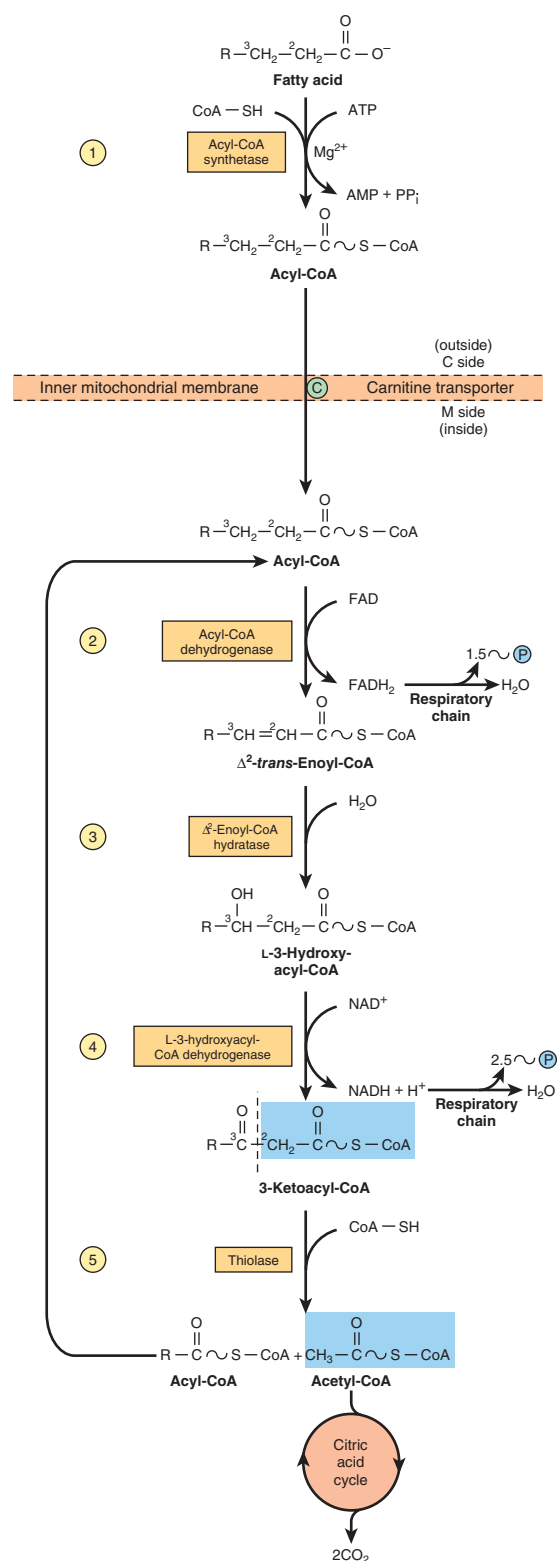 O
R—³CH₂—²CH₂—C—O⁻
Fatty acid
CoA—SH
ATP
1
Acyl-CoA
synthetase
Mg²⁺
AMP + PPi
O
R—³CH₂—²CH₂—C~S—CoA
Acyl-CoA
(outside)
C side
Inner mitochondrial membrane
C
Carnitine transporter
M side
(inside)
O
R—³CH₂—²CH₂—C~S—CoA
Acyl-CoA
FAD
2
Acyl-CoA
dehydrogenase
1.5~P
FADH₂
H₂O
Respiratory
chain
O
R—³CH=²CH—C~S—CoA
Δ²-trans-Enoyl-CoA
H₂O
3
Δ²-Enoyl-CoA
hydratase
OH
O
R—³CH—²CH₂—C~S—CoA
L-3-Hydroxy-
acyl-CoA
NAD⁺
4
L-3-hydroxyacyl-
CoA dehydrogenase
2.5~P
NADH + H⁺
H₂O
Respiratory
chain
O
O
R—³C—²CH₂—C~S—CoA
3-Ketoacyl-CoA
CoA—SH
5
Thiolase
O
O
R—C~S—CoA + CH₃—C~S—CoA
Acyl-CoA
Acetyl-CoA
Citric
acid
cycle
2CO₂